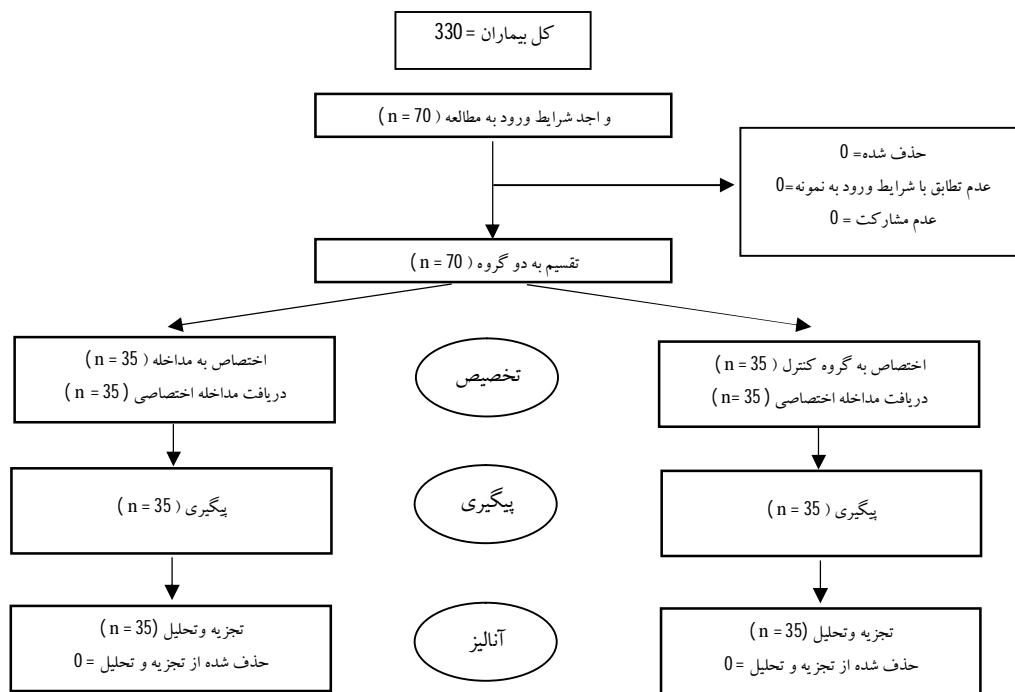 کل بیماران = 330
و اجد شرایط ورود به مطالعه ( n = 70 )
حذف شده= 0
عدم تطابق با شرایط ورود به نمونه=0
عدم مشارکت = 0
تقسیم به دو گروه ( n = 70 )
اختصاص به گروه کنترل ( n = 35 )
دریافت مداخله اختصاصی ( n= 35 )
تخصیص
اختصاص به مداخله ( n = 35 )
دریافت مداخله اختصاصی ( n = 35 )
پیگیری ( n = 35 )
پیگیری
پیگیری ( n = 35 )
تجزیه وتحلیل (n = 35 )
حذف شده از تجزیه و تحلیل = 0
آنالیز
تجزیه وتحلیل (n = 35 )
حذف شده از تجزیه و تحلیل = 0